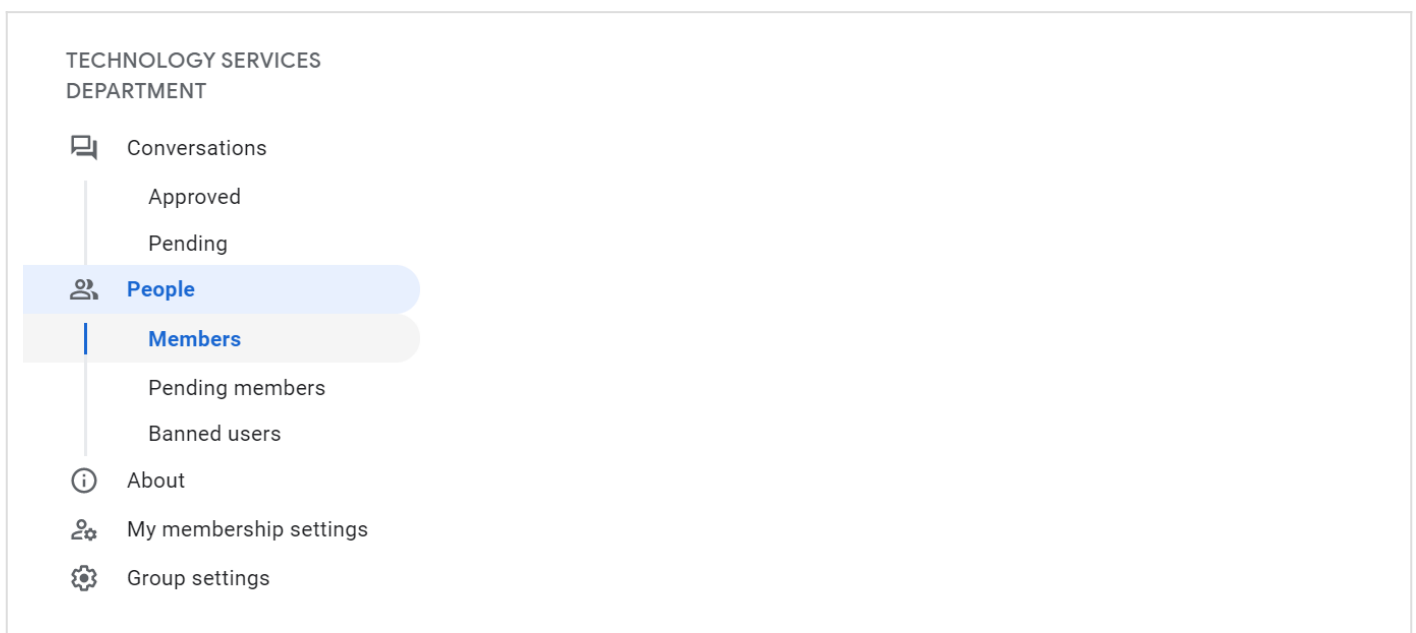 TECHNOLOGY SERVICES
DEPARTMENT
Conversations
Approved
Pending
People
Members
Pending members
Banned users
About
My membership settings
Group settings